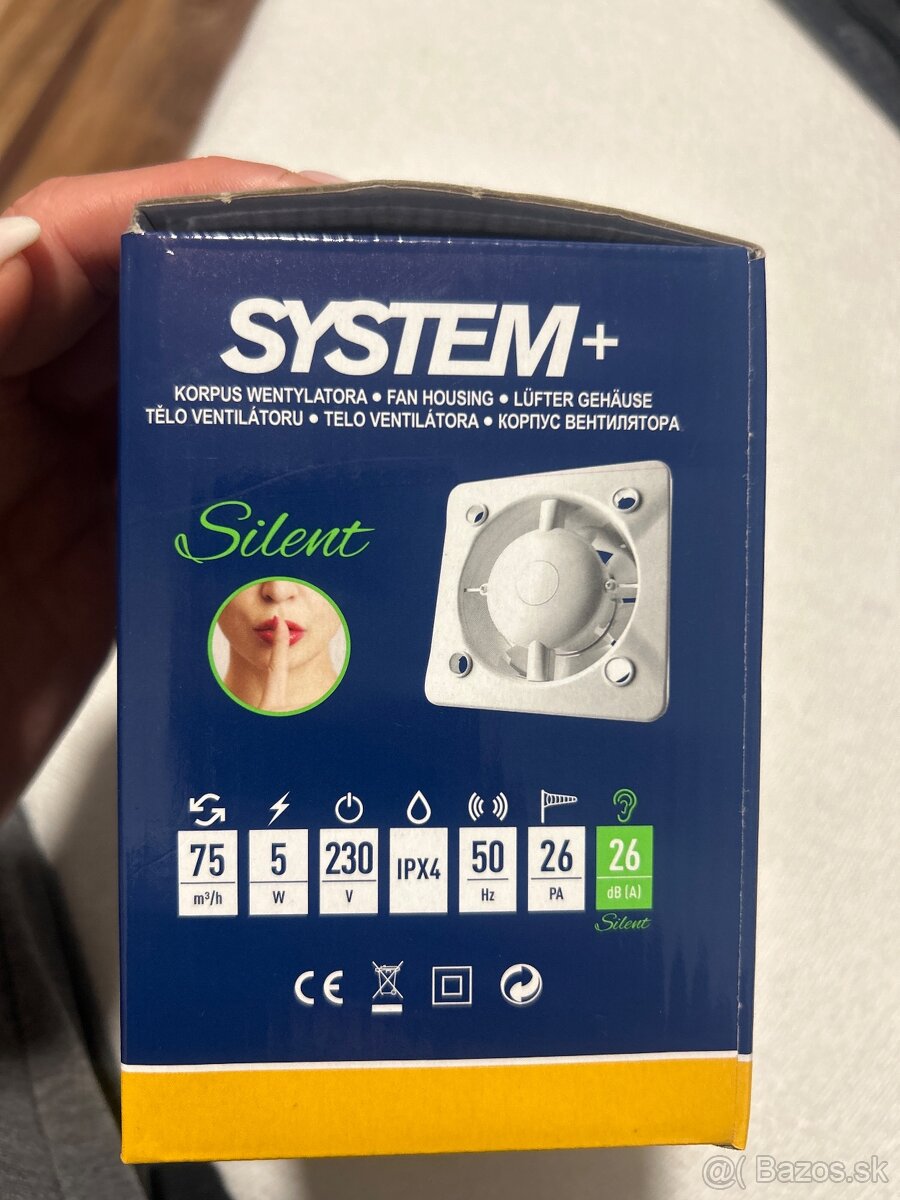 SYSTEM+
KORPUS WENTYLATORA • FAN HOUSING • LÜFTER GEHÄUSE
TĚLO VENTILÁTORU • TELO VENTILÁTORA • КОРПУС ВЕНТИЛЯТОРА
Silent
75 5 230 IPX4 50 26 26
m³/h W V Hz PA dB (A)
Silent
CE
@( Bazos.sk